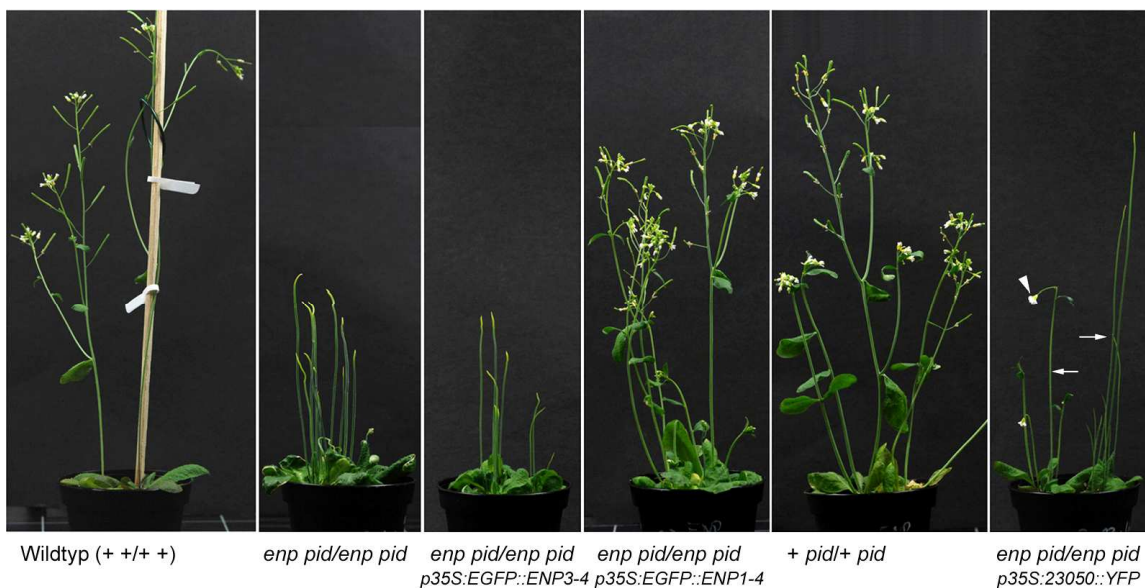 Wildtyp (+ +/+ +)
enp pid/enp pid
enp pid/enp pid
p35S:EGFP::ENP3-4
enp pid/enp pid
p35S:EGFP::ENP1-4
+ pid/+ pid
enp pid/enp pid
p35S:23050::YFP